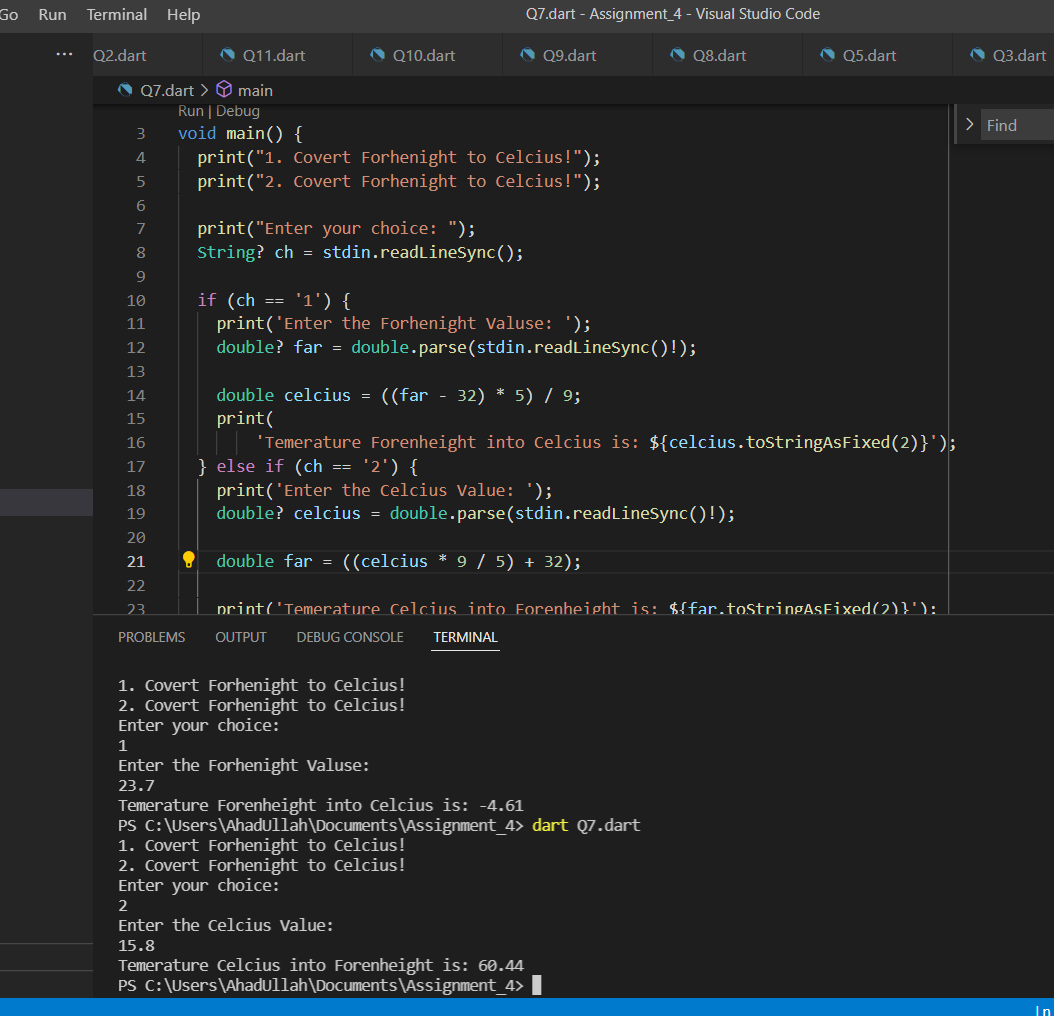 Go Run Terminal Help Q7.dart - Assignment_4 - Visual Studio Code
... Q2.dart Q11.dart Q10.dart Q9.dart Q8.dart Q5.dart Q3.dart
Q7.dart > main
Run | Debug
Find
3 void main() {
4 print("1. Covert Forhenight to Celcius!");
5 print("2. Covert Forhenight to Celcius!");
6
7 print("Enter your choice: ");
8 String? ch = stdin.readLineSync();
9
10 if (ch == '1') {
11 print('Enter the Forhenight Valuse: ');
12 double? far = double.parse(stdin.readLineSync()!);
13
14 double celcius = ((far - 32) * 5) / 9;
15 print(
16 'Temerature Forenheight into Celcius is: ${celcius.toStringAsFixed(2)}');
17 } else if (ch == '2') {
18 print('Enter the Celcius Value: ');
19 double? celcius = double.parse(stdin.readLineSync()!);
20
21 double far = ((celcius * 9 / 5) + 32);
22
23 print('Temerature Celcius into Forenheight is: ${far.toStringAsFixed(2)}');
PROBLEMS OUTPUT DEBUG CONSOLE TERMINAL
1. Covert Forhenight to Celcius!
2. Covert Forhenight to Celcius!
Enter your choice:
1
Enter the Forhenight Valuse:
23.7
Temerature Forenheight into Celcius is: -4.61
PS C:\Users\AhadUllah\Documents\Assignment_4> dart Q7.dart
1. Covert Forhenight to Celcius!
2. Covert Forhenight to Celcius!
Enter your choice:
2
Enter the Celcius Value:
15.8
Temerature Celcius into Forenheight is: 60.44
PS C:\Users\AhadUllah\Documents\Assignment_4>
Ln